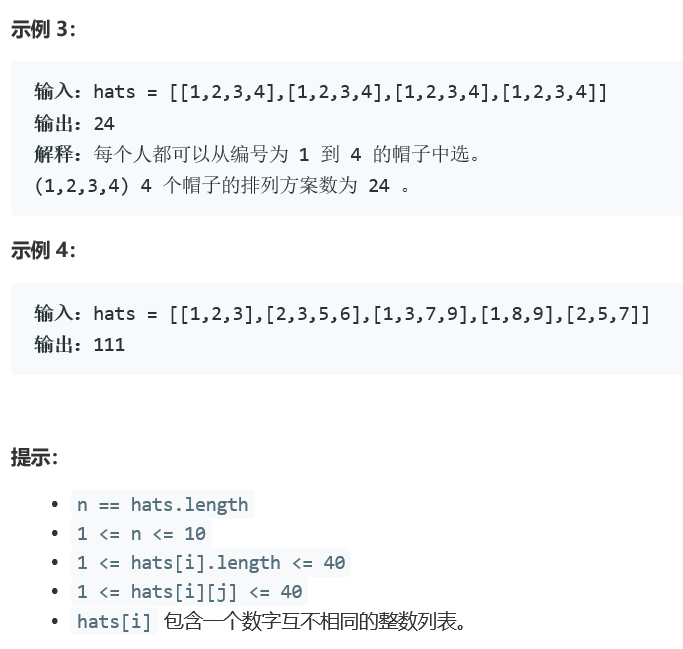 示例 3：
输入：hats = [[1,2,3,4],[1,2,3,4],[1,2,3,4],[1,2,3,4]]
输出：24
解释：每个人都可以从编号为 1 到 4 的帽子中选。
(1,2,3,4) 4 个帽子的排列方案数为 24 。
示例 4：
输入：hats = [[1,2,3],[2,3,5,6],[1,3,7,9],[1,8,9],[2,5,7]]
输出：111
提示：
• n == hats.length
• 1 <= n <= 10
• 1 <= hats[i].length <= 40
• 1 <= hats[i][j] <= 40
• hats[i] 包含一个数字互不相同的整数列表。